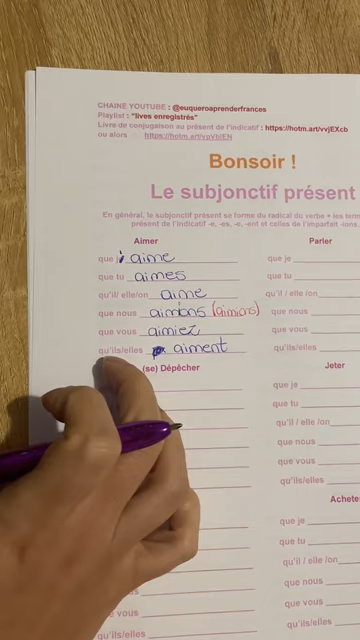 CHAINE YOUTUBE : @euqueroaprenderfrances
Playlist : "lives enregistrés"
Livre de conjugaison au présent de l'indicatif : https://hotm.art/vvjEXcb
ou alors https://hotm.art/vpVblEN
Bonsoir !
Le subjonctif présent
En général, le subjonctif présent se forme du radical du verbe + les term
présent de l'indicatif -e, -es, -e, -ent et celles de l'imparfait -ions,
Aimer
que j' aime
que tu aimes
qu'il/ elle/on aime
que nous aimions (aimions)
que vous aimiez
qu'ils/elles aiment
(se) Dépêcher
es
vous
qu'ils/elles
Parler
que je
que tu
qu'il / elle /on
que nous
que vous
qu'ils/elles
Jeter
que je
que tu
qu'il / elle /on
que nous
que vous
qu'ils/elles
Achete
que je
que tu
qu'il / elle /on
que nous
que vous
qu'ils/elles